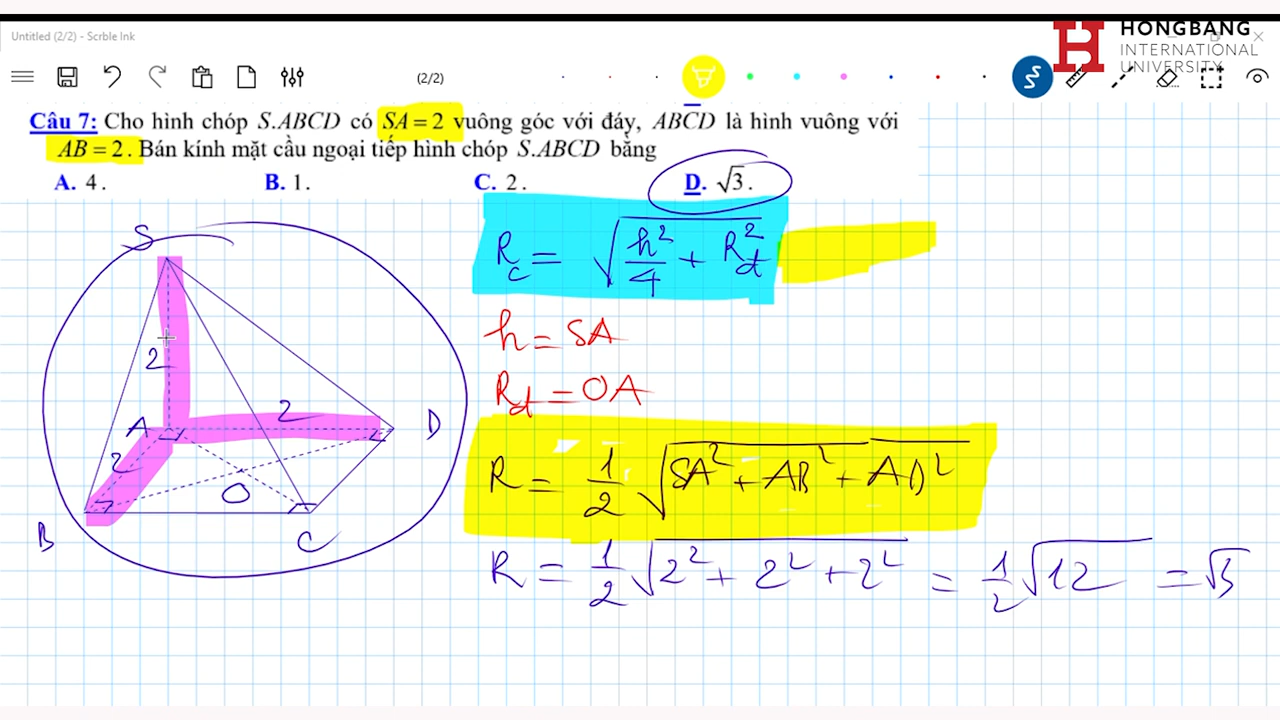 Untitled (2/2) - Scrble Ink
HONGBANG
INTERNATIONAL
UNIVERSITY
(2/2)
Câu 7: Cho hình chóp S.ABCD có SA = 2 vuông góc với đáy, ABCD là hình vuông với
AB = 2. Bán kính mặt cầu ngoại tiếp hình chóp S.ABCD bằng
A. 4. B. 1. C. 2. D. √3.
S
R_c = √(h²/4 + R_đ²)
h = SA
2
R_đ = OA
A 2 D
2
O
R = 1/2 √(SA² + AB² + AD²)
B C
R = 1/2 √(2² + 2² + 2²) = 1/2 √12 = √3